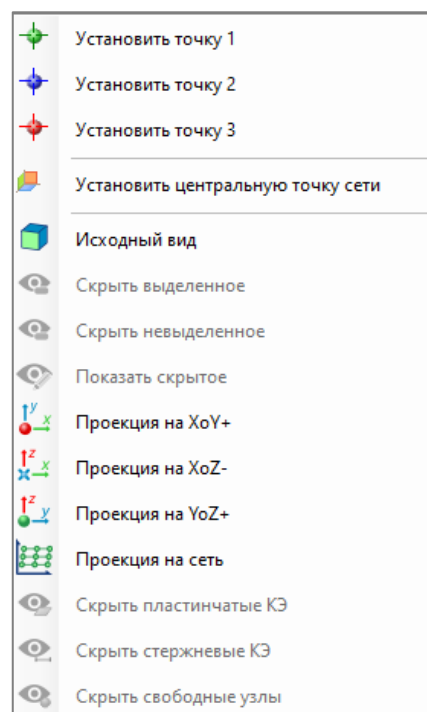 Установить точку 1
Установить точку 2
Установить точку 3
Установить центральную точку сети
Исходный вид
Скрыть выделенное
Скрыть невыделенное
Показать скрытое
y x Проекция на XoY+
z x Проекция на XoZ-
z y Проекция на YoZ+
Проекция на сеть
Скрыть пластинчатые КЭ
Скрыть стержневые КЭ
Скрыть свободные узлы